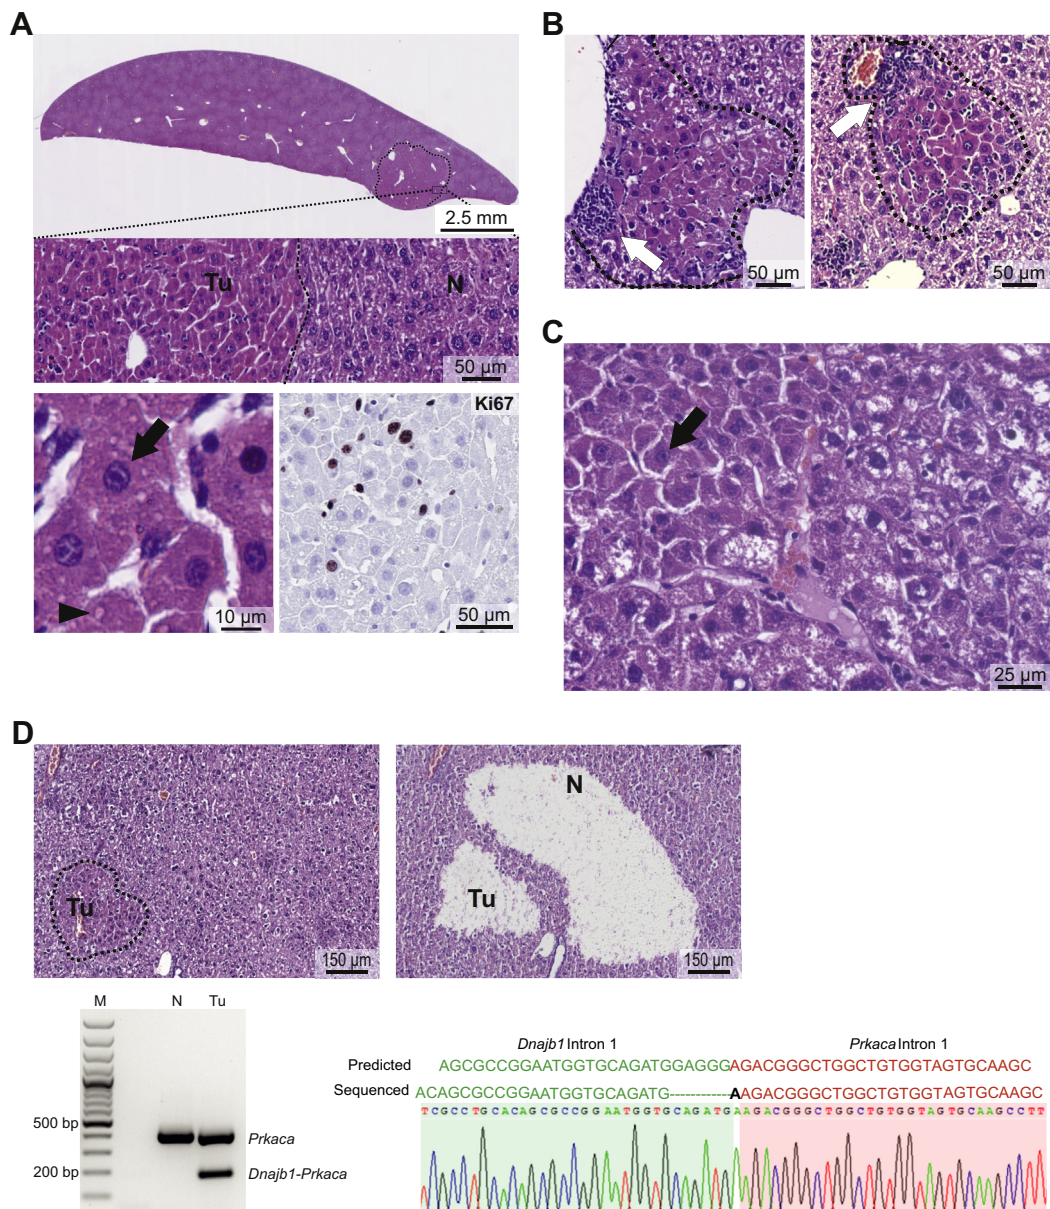 A
2.5 mm
Tu
N
50 µm
10 µm
Ki67
50 µm
B
50 µm
50 µm
C
25 µm
D
Tu
150 µm
N
Tu
150 µm
M N Tu
500 bp
200 bp
Prkaca
Dnajb1-Prkaca
Dnajb1 Intron 1 Prkaca Intron 1
Predicted AGCGCCGGAATGGTGCAGATGGAGGGAGACGGGCTGGCTGTGGTAGTGCAAGC
Sequenced ACAGCGCCGGAATGGTGCAGATG------------AAGACGGGCTGGCTGTGGTAGTGCAAGC
TCGCCTGCACAGCGCCGGAATGGTGCAGATGAAGACGGGCTGGCTGTGGTAGTGCAAGCCTT